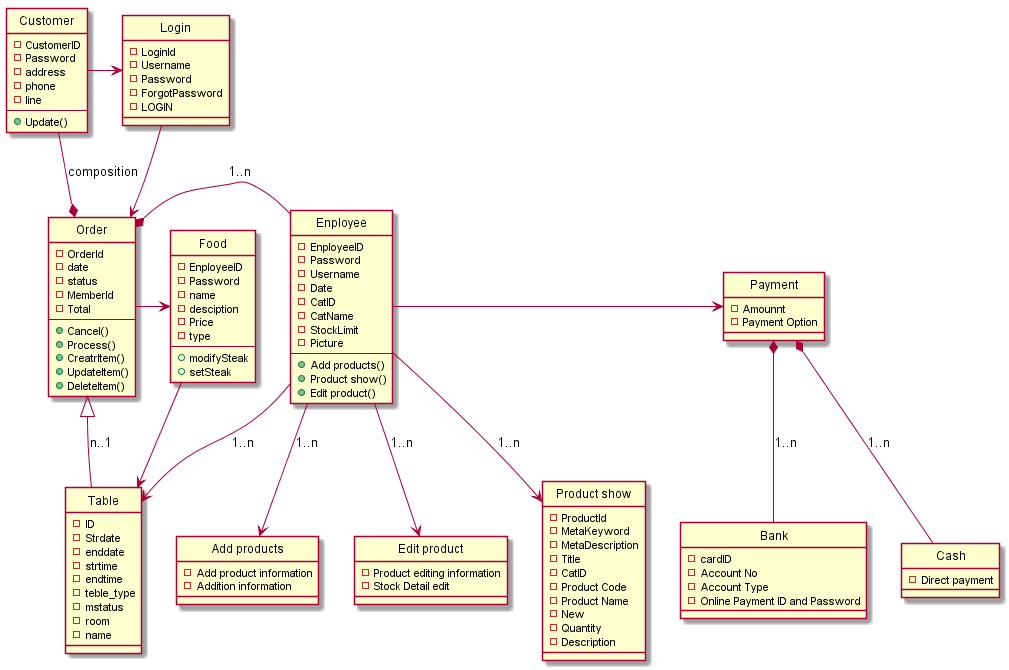 Customer
CustomerID
Password
address
phone
line
Update()
Login
LoginId
Username
Password
ForgotPassword
LOGIN
composition
1..n
Order
OrderId
date
status
MemberId
Total
Cancel()
Process()
CreatrItem()
UpdateItem()
DeleteItem()
Food
EnployeeID
Password
name
desciption
Price
type
modifySteak
setSteak
Enployee
EnployeeID
Password
Username
Date
CatID
CatName
StockLimit
Picture
Add products()
Product show()
Edit product()
Payment
Amounnt
Payment Option
n..1
1..n
1..n
1..n
1..n
1..n
1..n
Table
ID
Strdate
enddate
strtime
endtime
teble_type
mstatus
room
name
Add products
Add product information
Addition information
Edit product
Product editing information
Stock Detail edit
Product show
ProductId
MetaKeyword
MetaDescription
Title
CatID
Product Code
Product Name
New
Quantity
Description
Bank
cardID
Account No
Account Type
Online Payment ID and Password
Cash
Direct payment